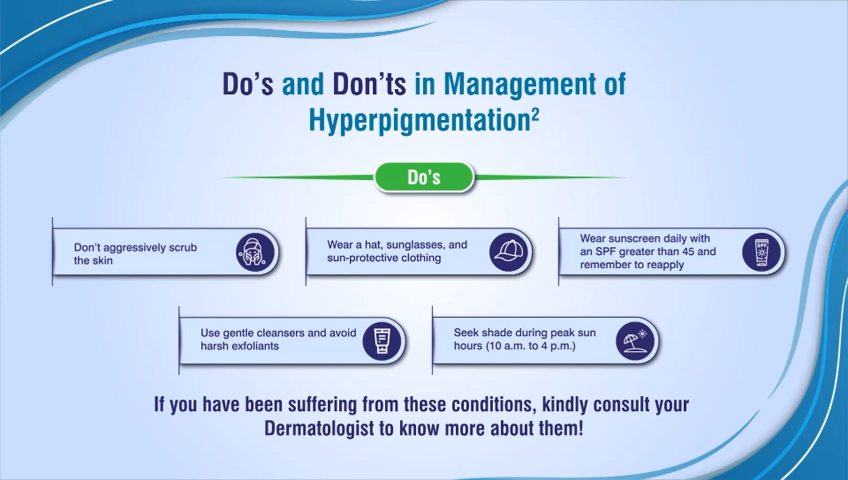 Do's and Don'ts in Management of
Hyperpigmentation²
Do's
Don't aggressively scrub
the skin
Wear a hat, sunglasses, and
sun-protective clothing
Wear sunscreen daily with
an SPF greater than 45 and
remember to reapply
SPF
Use gentle cleansers and avoid
harsh exfoliants
Seek shade during peak sun
hours (10 a.m. to 4 p.m.)
If you have been suffering from these conditions, kindly consult your
Dermatologist to know more about them!